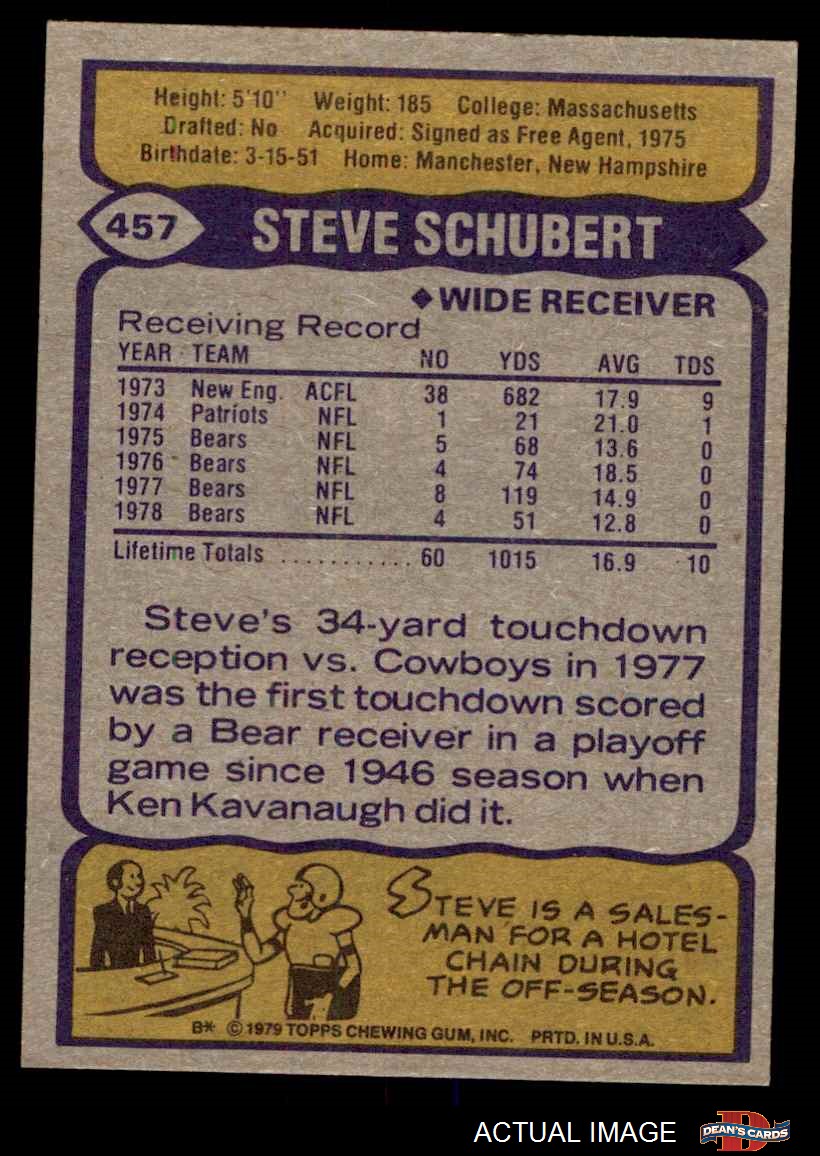 Height: 5'10" Weight: 185 College: Massachusetts
Drafted: No Acquired: Signed as Free Agent, 1975
Birthdate: 3-15-51 Home: Manchester, New Hampshire
457 STEVE SCHUBERT
◆WIDE RECEIVER
Receiving Record
YEAR TEAM NO YDS AVG TDS
1973 New Eng. ACFL 38 682 17.9 9
1974 Patriots NFL 1 21 21.0 1
1975 Bears NFL 5 68 13.6 0
1976 Bears NFL 4 74 18.5 0
1977 Bears NFL 8 119 14.9 0
1978 Bears NFL 4 51 12.8 0
Lifetime Totals ............ 60 1015 16.9 10
Steve's 34-yard touchdown
reception vs. Cowboys in 1977
was the first touchdown scored
by a Bear receiver in a playoff
game since 1946 season when
Ken Kavanaugh did it.
STEVE IS A SALES-
MAN FOR A HOTEL
CHAIN DURING
THE OFF-SEASON.
B* © 1979 TOPPS CHEWING GUM, INC. PRTD. IN U.S.A.
ACTUAL IMAGE
D
DEAN'S CARDS